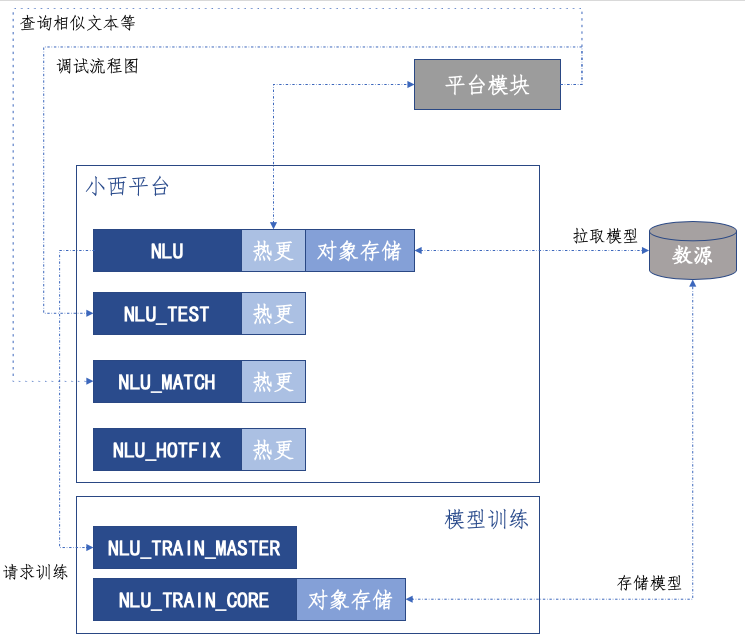 查询相似文本等
调试流程图
平台模块
小西平台
NLU 热更 对象存储
拉取模型
数源
NLU_TEST 热更
NLU_MATCH 热更
NLU_HOTFIX 热更
模型训练
NLU_TRAIN_MASTER
请求训练
NLU_TRAIN_CORE 对象存储
存储模型